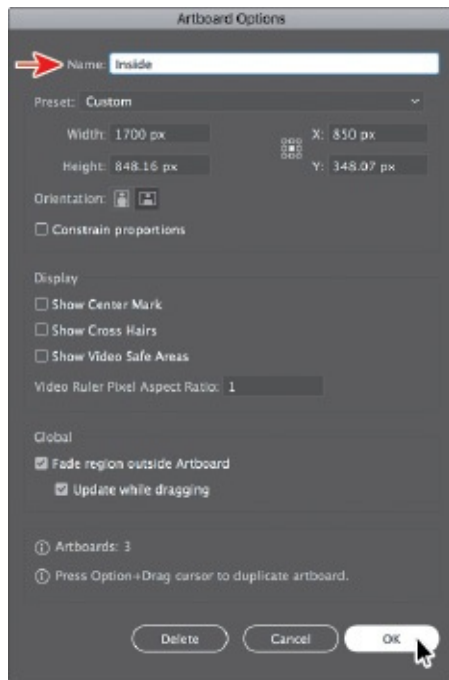 Artboard Options
Name: Inside
Preset: Custom
Width: 1700 px X: 850 px
Height: 848.16 px Y: 348.07 px
Orientation:
Constrain proportions
Display
Show Center Mark
Show Cross Hairs
Show Video Safe Areas
Video Ruler Pixel Aspect Ratio: 1
Global
Fade region outside Artboard
Update while dragging
Artboards: 3
Press Option+Drag cursor to duplicate artboard.
Delete Cancel OK